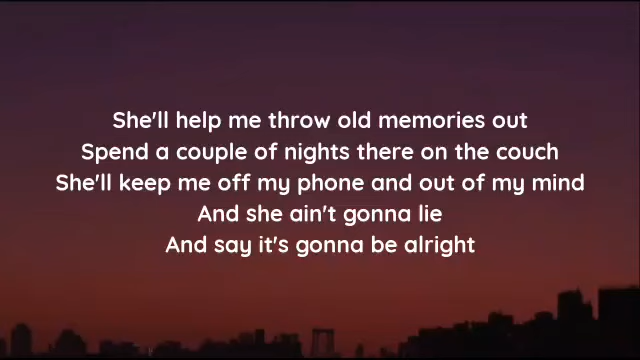 She'll help me throw old memories out
Spend a couple of nights there on the couch
She'll keep me off my phone and out of my mind
And she ain't gonna lie
And say it's gonna be alright